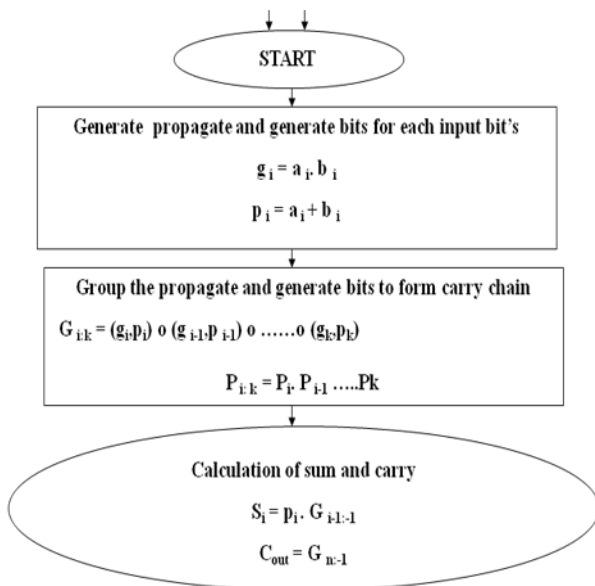 START
Generate propagate and generate bits for each input bit's
g i = a i. b i
p i = a i + b i
Group the propagate and generate bits to form carry chain
G i:k = (gi,pi) o (g i-1,p i-1) o ......o (gk,pk)
P i: k = Pi. P i-1 .....Pk
Calculation of sum and carry
Si = pi . G i-1:-1
Cout = G n:-1